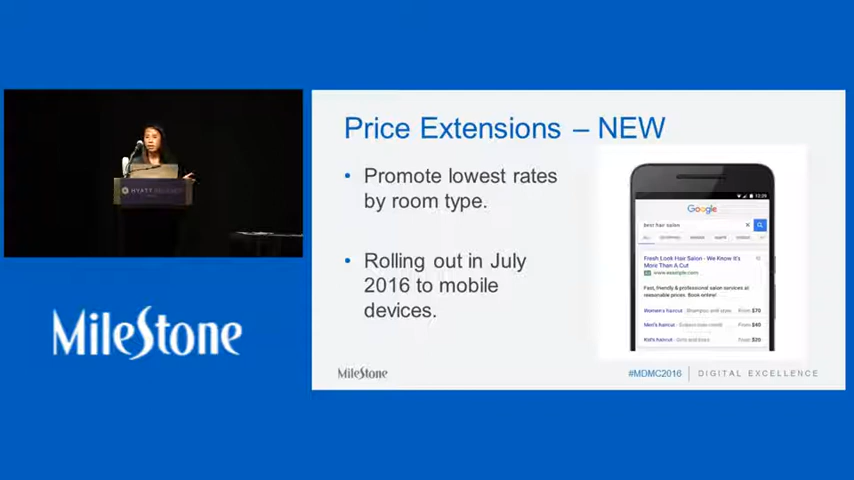 Price Extensions – NEW
• Promote lowest rates
by room type.
• Rolling out in July
2016 to mobile
devices.
Google
best hair salon
Fresh Look Hair Salon - We Know It's
More Than A Cut
Ad www.example.com
Fast, friendly & professional salon services at
reasonable prices. Book online!
Women's haircut From $70
Men's haircut From $40
Kid's haircut From $20
HYATT
MileStone
MileStone
#MDMC2016 | DIGITAL EXCELLENCE